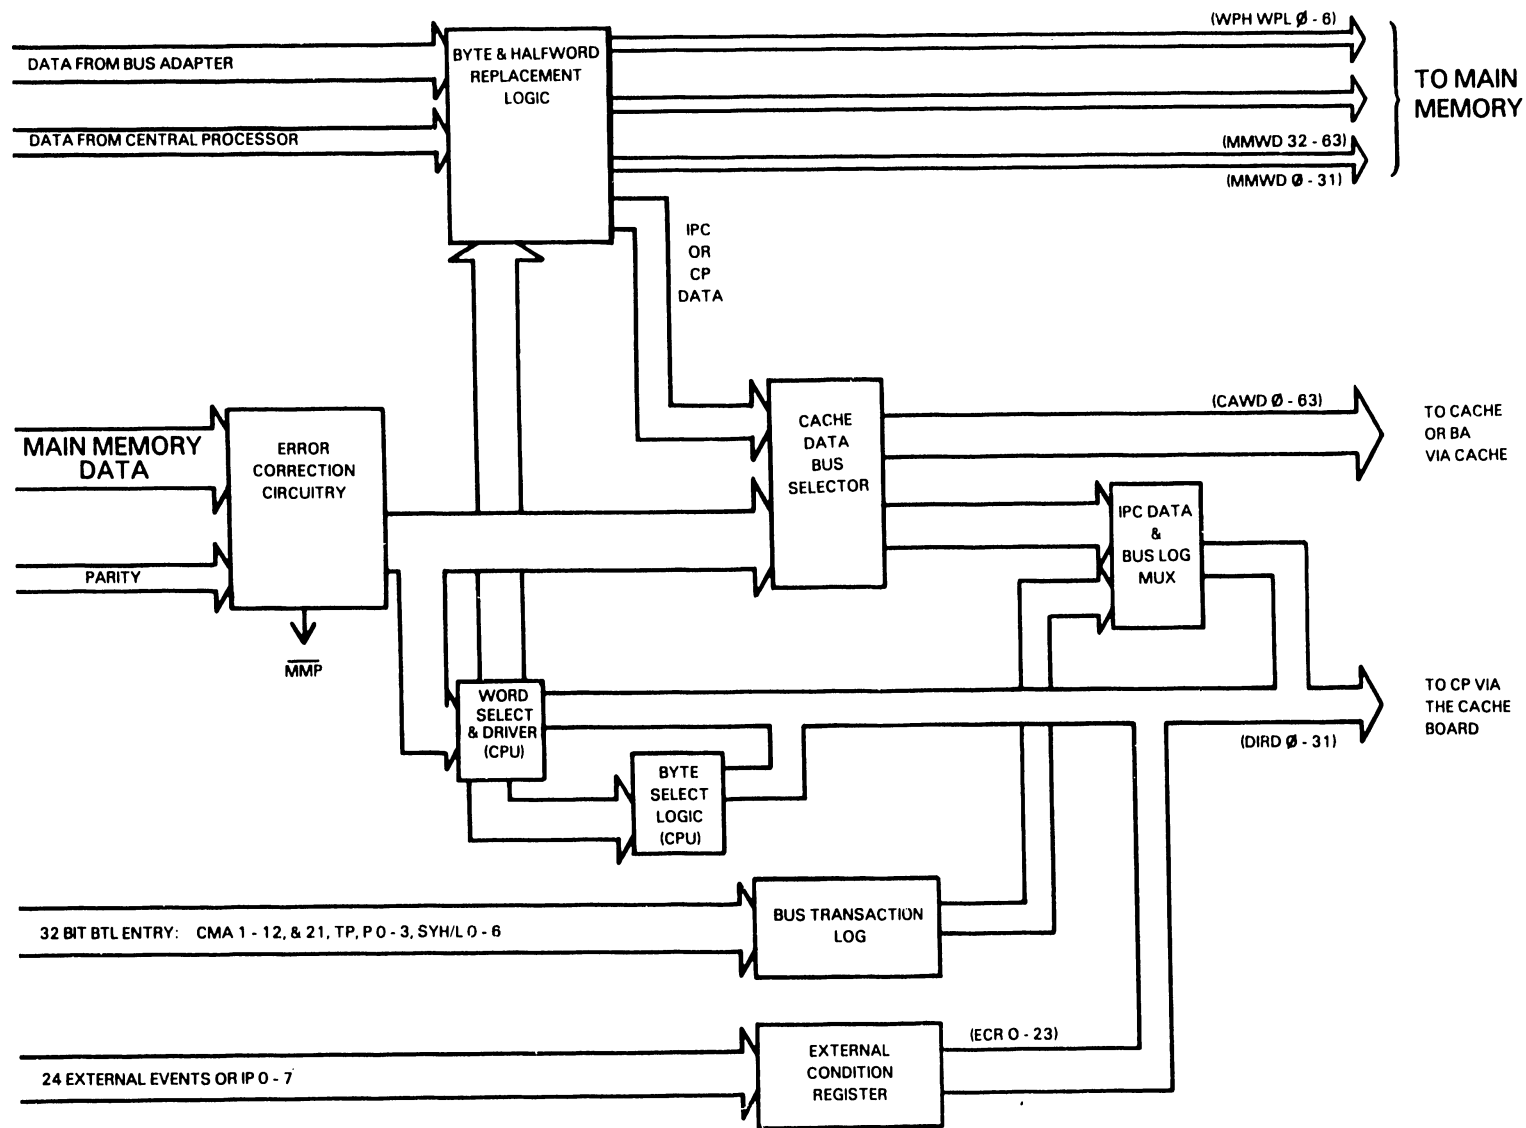 (WPH WPL Ø - 6)
BYTE & HALFWORD
REPLACEMENT
LOGIC
DATA FROM BUS ADAPTER
TO MAIN
MEMORY
DATA FROM CENTRAL PROCESSOR
(MMWD 32 - 63)
(MMWD Ø - 31)
IPC
OR
CP
DATA
(CAWD Ø - 63)
TO CACHE
OR BA
VIA CACHE
CACHE
DATA
BUS
SELECTOR
MAIN MEMORY
DATA
ERROR
CORRECTION
CIRCUITRY
IPC DATA
&
BUS LOG
MUX
PARITY
MMP
WORD
SELECT
& DRIVER
(CPU)
TO CP VIA
THE CACHE
BOARD
(DIRD Ø - 31)
BYTE
SELECT
LOGIC
(CPU)
32 BIT BTL ENTRY: CMA 1 - 12, & 21, TP, P 0 - 3, SYH/L 0 - 6
BUS TRANSACTION
LOG
(ECR 0 - 23)
24 EXTERNAL EVENTS OR IP 0 - 7
EXTERNAL
CONDITION
REGISTER